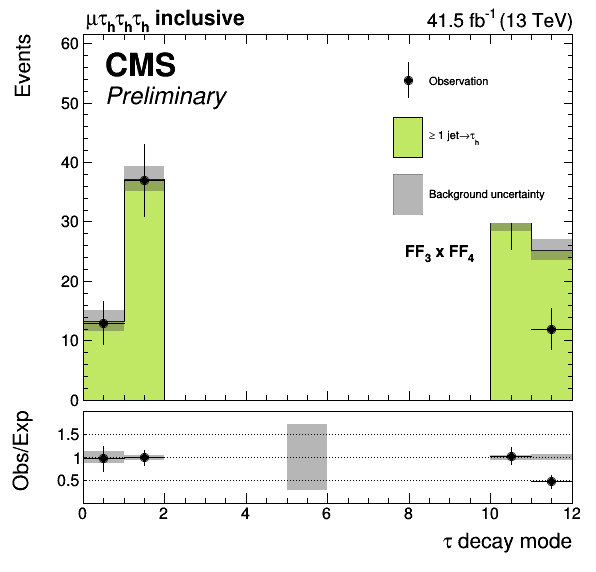 μτhτhτh inclusive
41.5 fb-1 (13 TeV)
Events
CMS
Preliminary
Observation
≥ 1 jet→τh
Background uncertainty
FF3 x FF4
60
50
40
30
20
10
0
Obs/Exp
1.5
1
0.5
0 2 4 6 8 10 12
τ decay mode